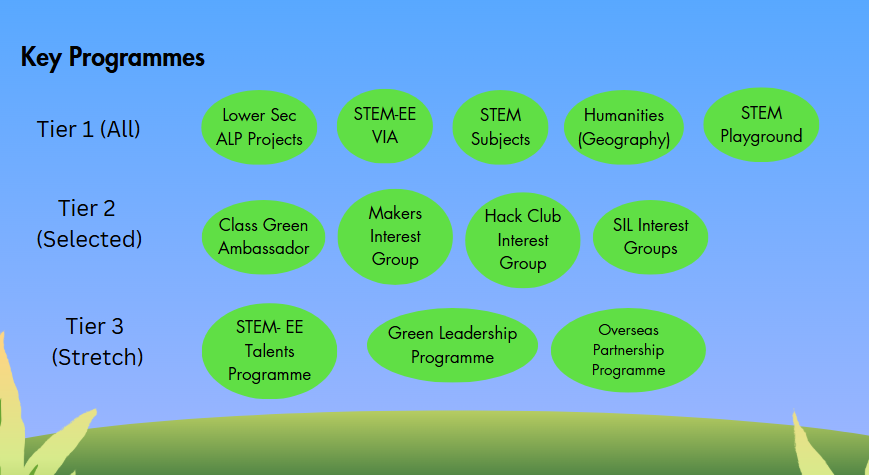 Key Programmes
Tier 1 (All)
Lower Sec
ALP Projects
STEM-EE
VIA
STEM
Subjects
Humanities
(Geography)
STEM
Playground
Tier 2
(Selected)
Class Green
Ambassador
Makers
Interest
Group
Hack Club
Interest
Group
SIL Interest
Groups
Tier 3
(Stretch)
STEM- EE
Talents
Programme
Green Leadership
Programme
Overseas
Partnership
Programme